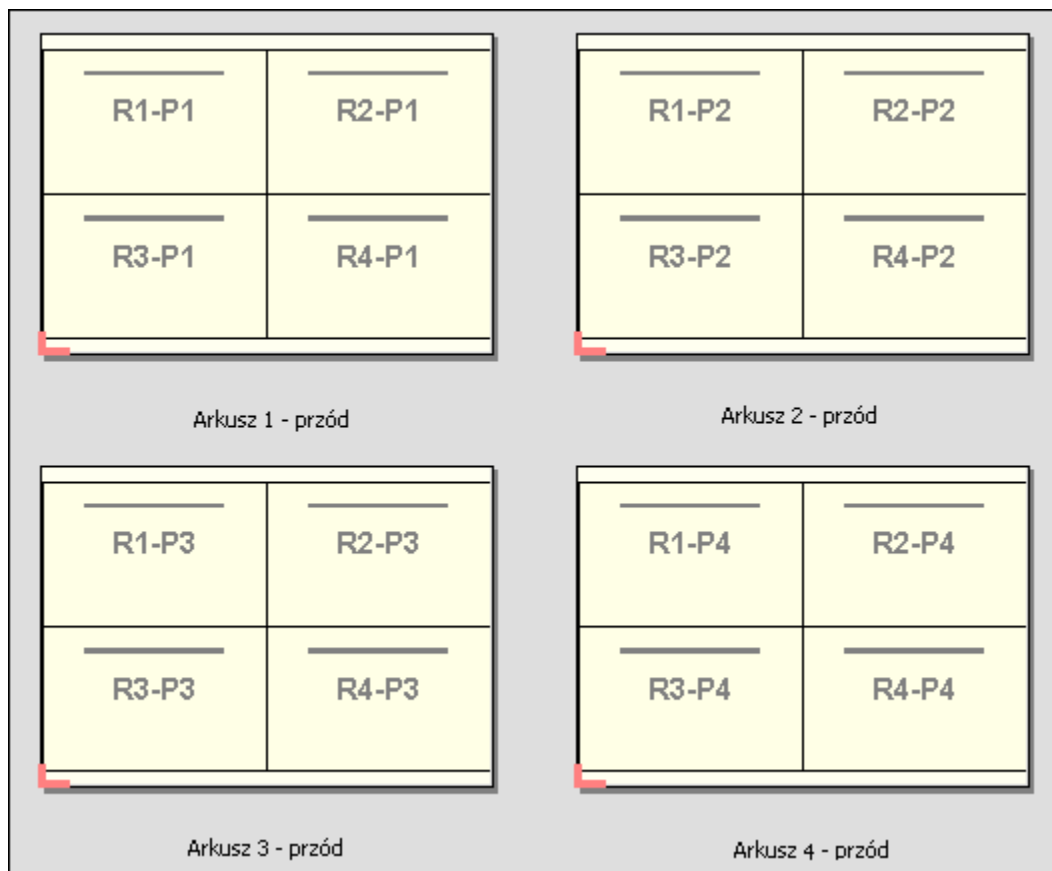 R1-P1 R2-P1
R3-P1 R4-P1
Arkusz 1 - przód
R1-P2 R2-P2
R3-P2 R4-P2
Arkusz 2 - przód
R1-P3 R2-P3
R3-P3 R4-P3
Arkusz 3 - przód
R1-P4 R2-P4
R3-P4 R4-P4
Arkusz 4 - przód